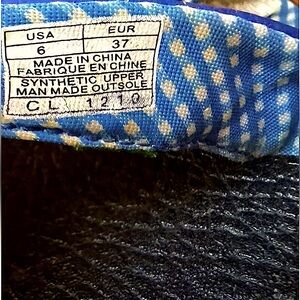 USA EUR
6 37
MADE IN CHINA
FABRIQUE EN CHINE
SYNTHETIC UPPER
MAN MADE OUTSOLE
CL 1210